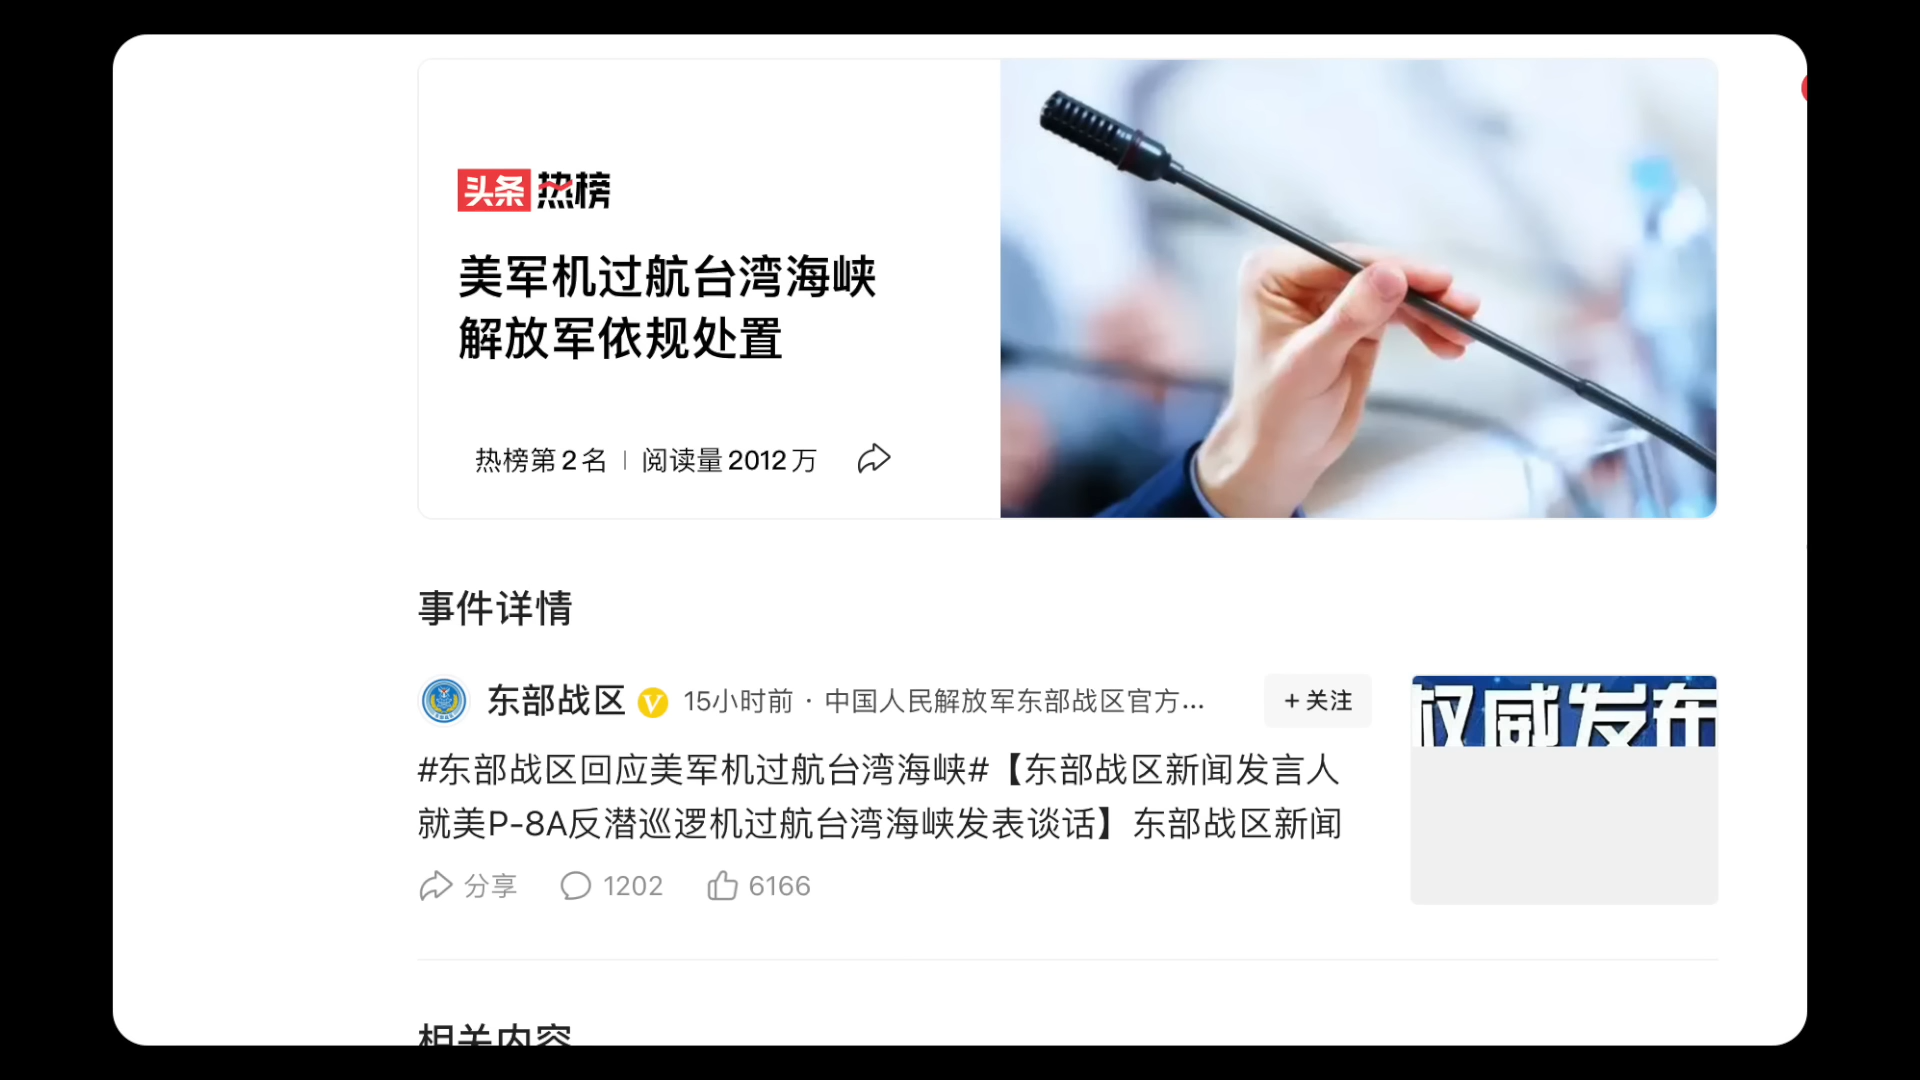 头条 热榜
美军机过航台湾海峡
解放军依规处置
热榜第2名 | 阅读量2012万
事件详情
东部战区 V 15小时前 · 中国人民解放军东部战区官方...
+ 关注
#东部战区回应美军机过航台湾海峡#【东部战区新闻发言人
就美P-8A反潜巡逻机过航台湾海峡发表谈话】东部战区新闻
权威发布
分享 1202 6166
相关内容